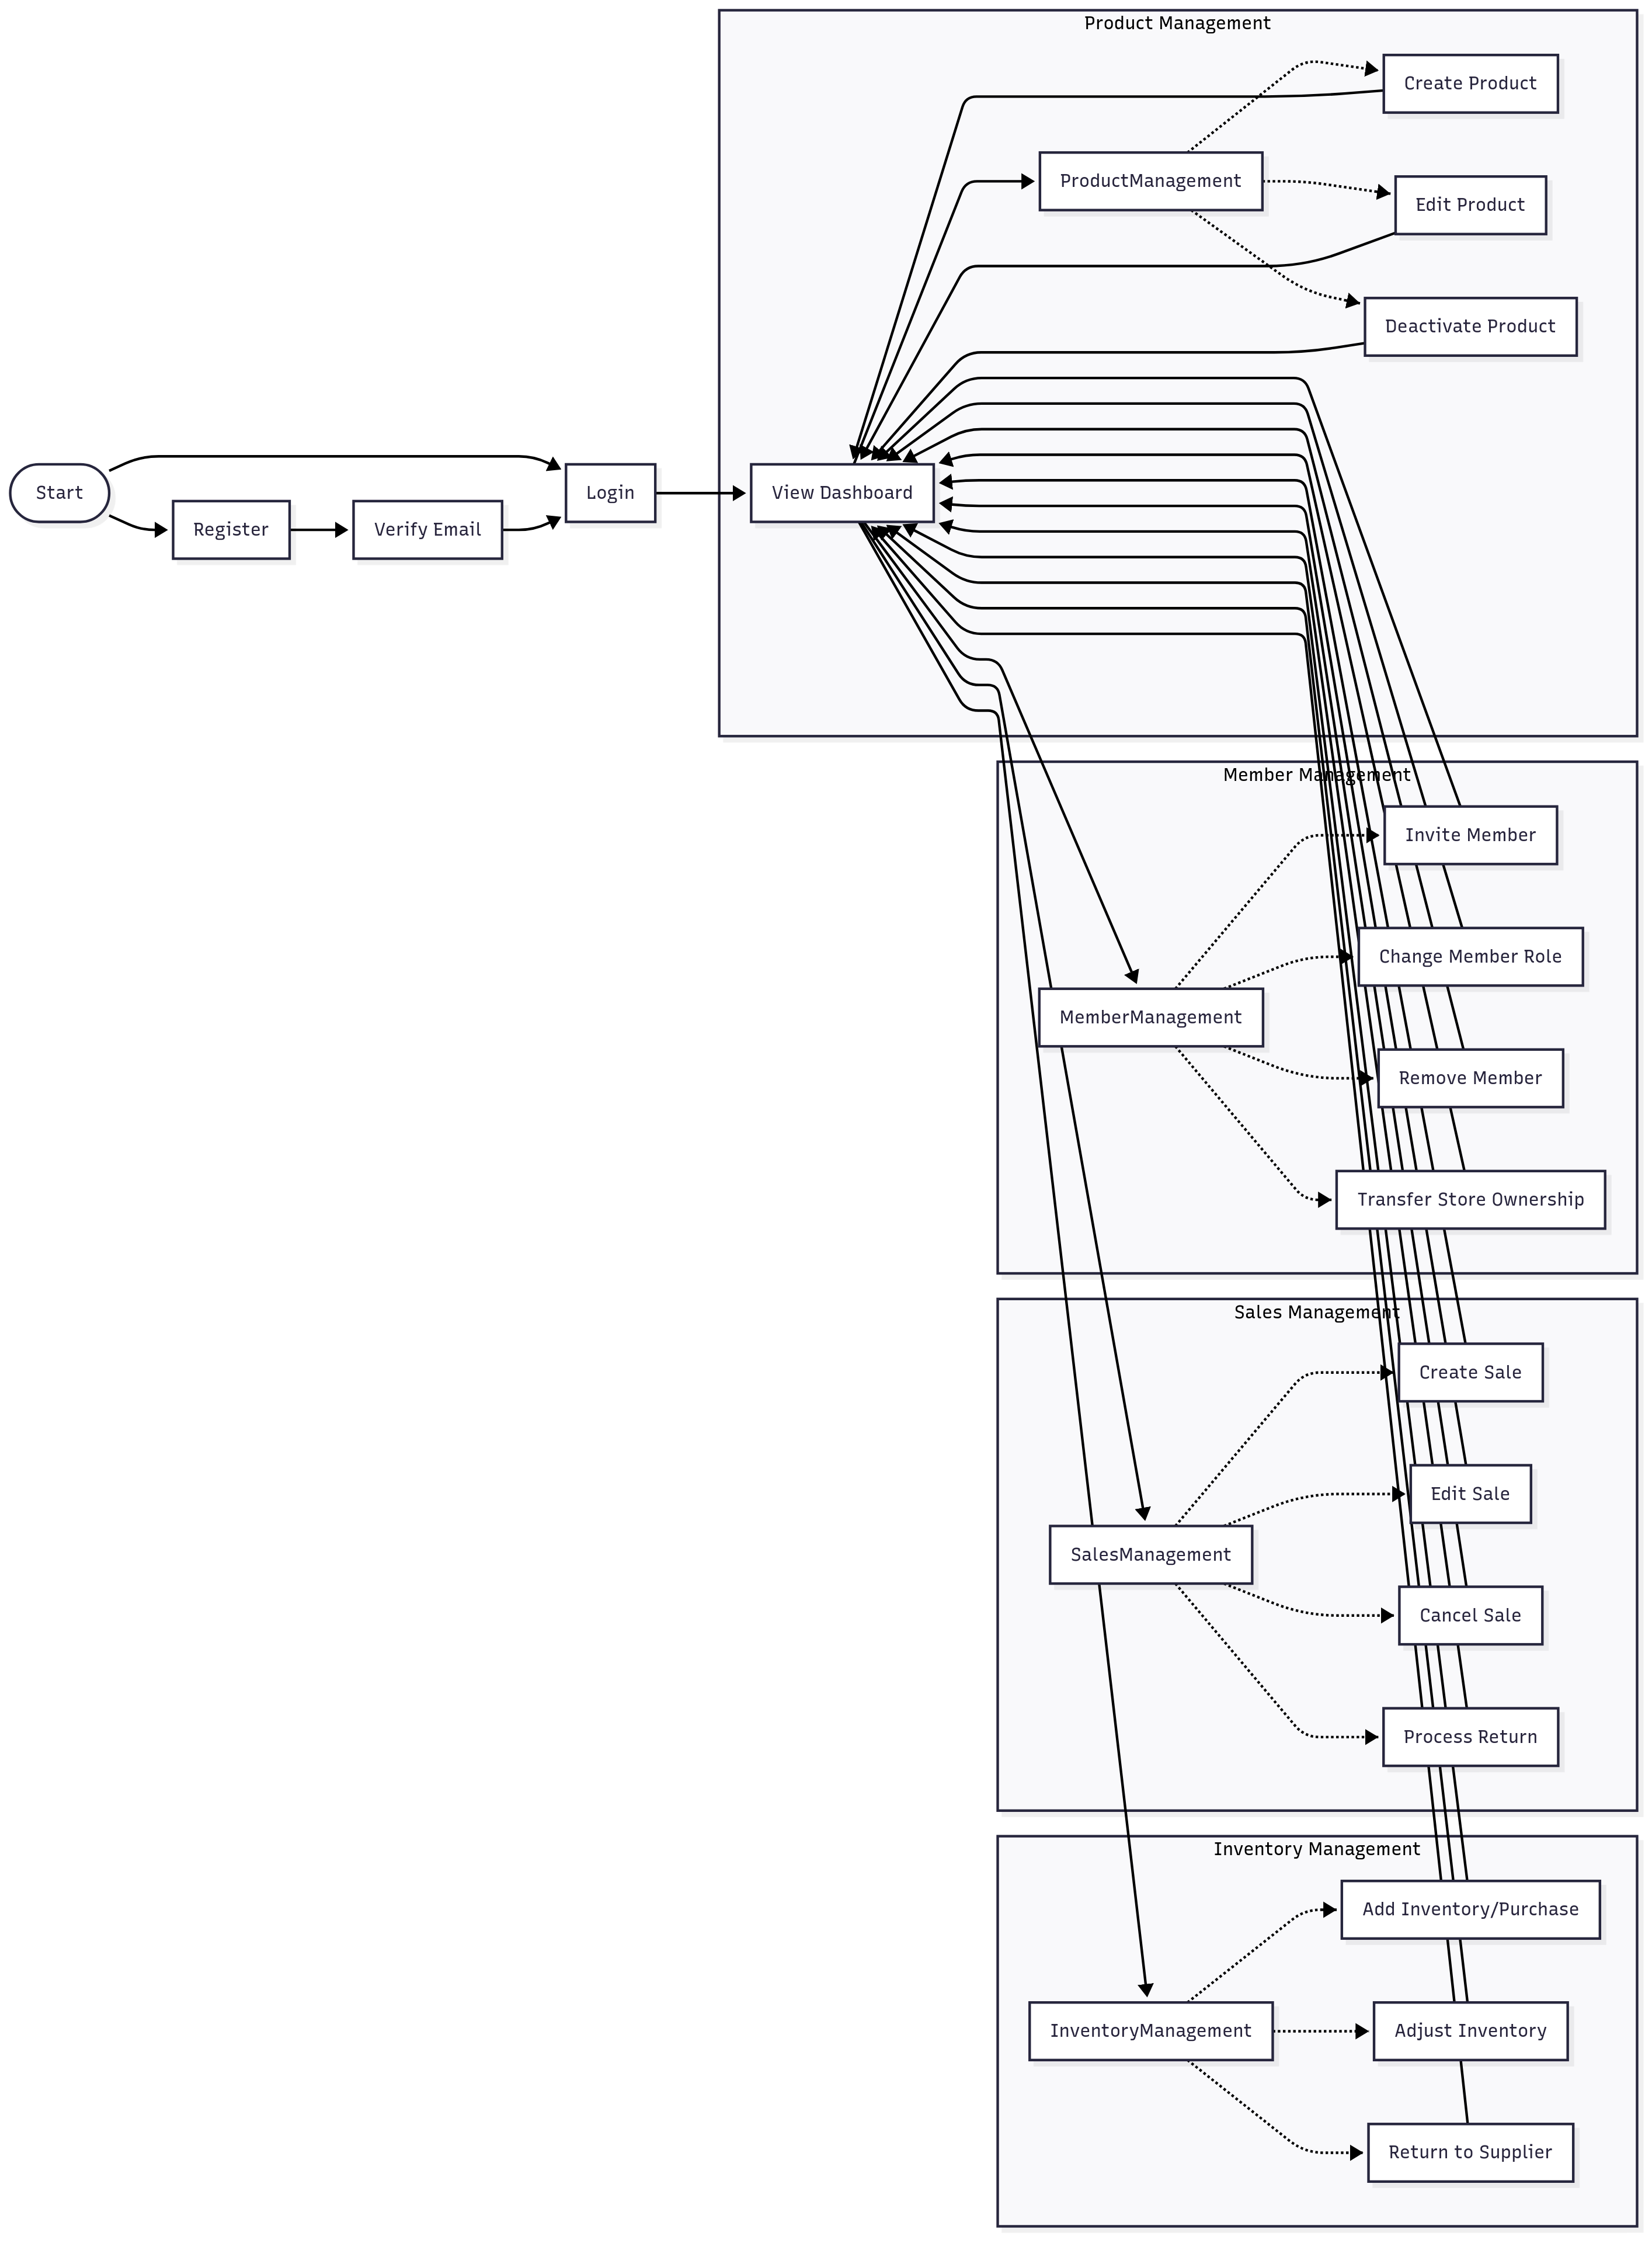 Product Management
Create Product
ProductManagement
Edit Product
Deactivate Product
Start
Login
View Dashboard
Register
Verify Email
Member Management
Invite Member
Change Member Role
MemberManagement
Remove Member
Transfer Store Ownership
Sales Management
Create Sale
Edit Sale
SalesManagement
Cancel Sale
Process Return
Inventory Management
Add Inventory/Purchase
InventoryManagement
Adjust Inventory
Return to Supplier